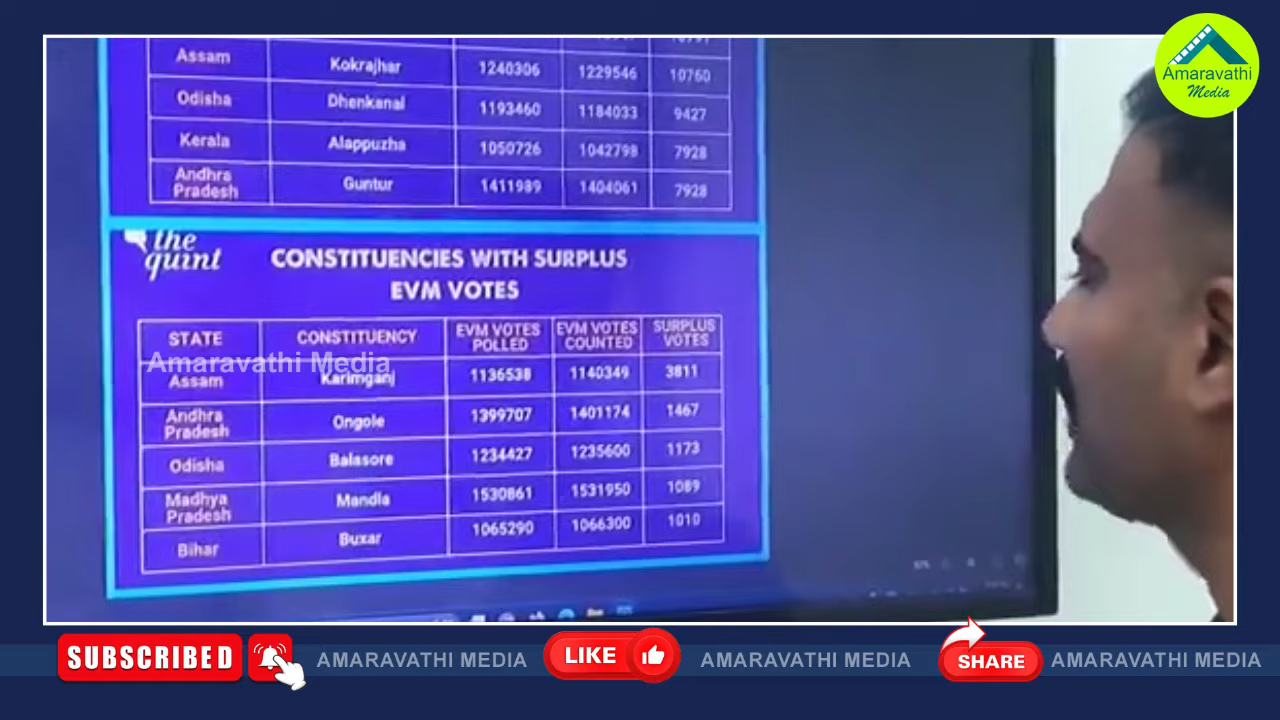 Amaravathi
Media
10791
Assam Kokrajhar 1240306 1229546 10760
Odisha Dhenkanal 1193460 1184033 9427
Kerala Alappuzha 1050726 1042798 7928
Andhra
Pradesh Guntur 1411989 1404061 7928
the
quint
CONSTITUENCIES WITH SURPLUS
EVM VOTES
STATE CONSTITUENCY EVM VOTES POLLED EVM VOTES COUNTED SURPLUS VOTES
Amaravathi Media
Assam Karimganj 1136538 1140349 3811
Andhra
Pradesh Ongole 1399707 1401174 1467
Odisha Balasore 1234427 1235600 1173
Madhya
Pradesh Mandla 1530861 1531950 1089
Bihar Buxar 1065290 1066300 1010
SUBSCRIBED AMARAVATHI MEDIA LIKE AMARAVATHI MEDIA SHARE AMARAVATHI MEDIA